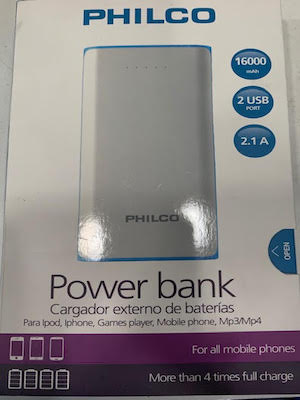 PHILCO
16000
mAh
2 USB
PORT
2.1 A
PHILCO
OPEN
Power bank
Cargador externo de baterías
Para Ipod, Iphone, Games player, Mobile phone, Mp3/Mp4
For all mobile phones
More than 4 times full charge